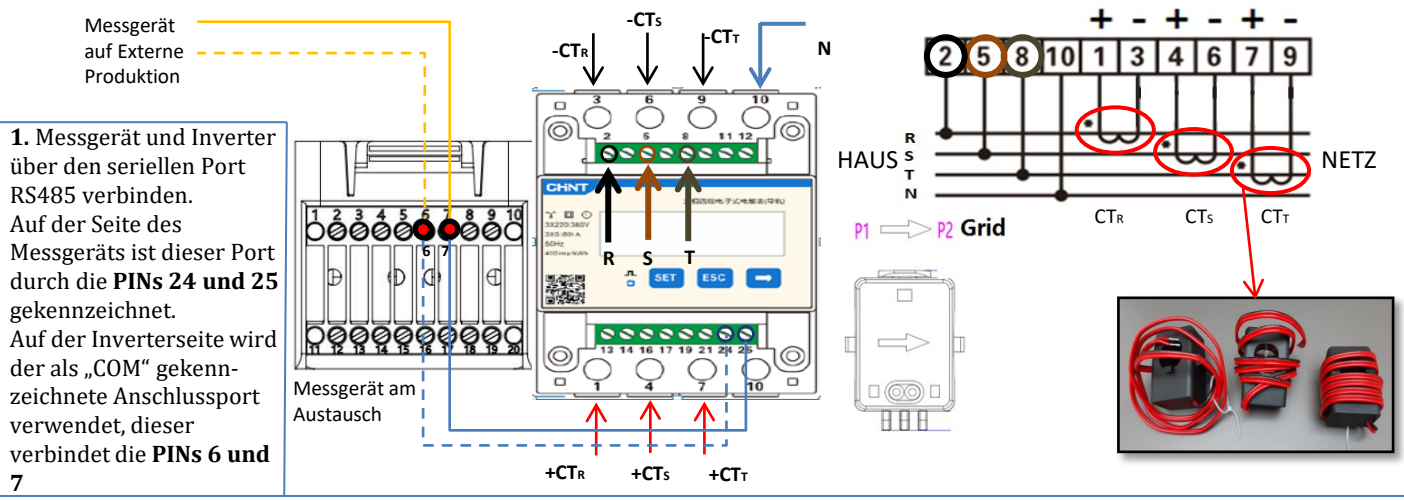 Messgerät
auf Externe
Produktion
1. Messgerät und Inverter
über den seriellen Port
RS485 verbinden.
Auf der Seite des
Messgeräts ist dieser Port
durch die PINs 24 und 25
gekennzeichnet.
Auf der Inverterseite wird
der als „COM“ gekenn-
zeichnete Anschlussport
verwendet, dieser
verbindet die PINs 6 und
7
1 2 3 4 5 6 7 8 9 10
6 7
11 12 13 14 15 16 17 18 19 20
Messgerät am
Austausch
-CTR
-CTS
-CTT
N
3 6 9 10
2 5 8 11 12
CHNT
3X220/380V
50Hz
R S T
SET ESC
13 14 16 17 19 21 24 25
1 4 7 10
+CTR +CTS +CTT
+ - + - + -
2 5 8 10 1 3 4 6 7 9
HAUS
R
S
T
N
NETZ
CTR CTS CTT
P1 P2 Grid